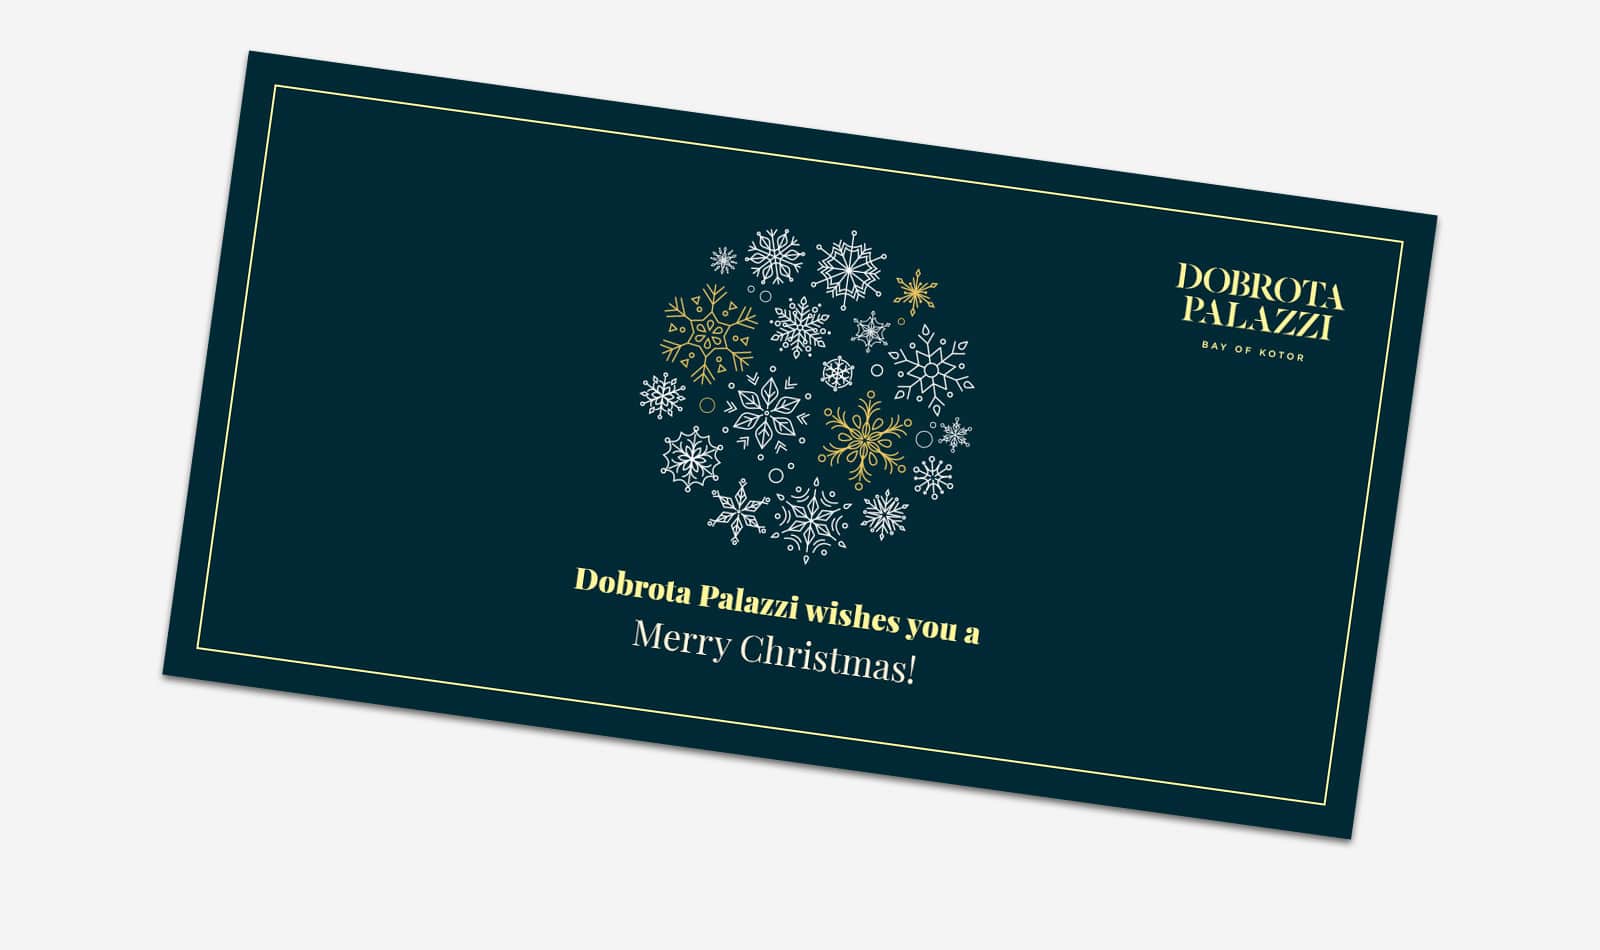 DOBROTA
PALAZZI
BAY OF KOTOR
Dobrota Palazzi wishes you a
Merry Christmas!